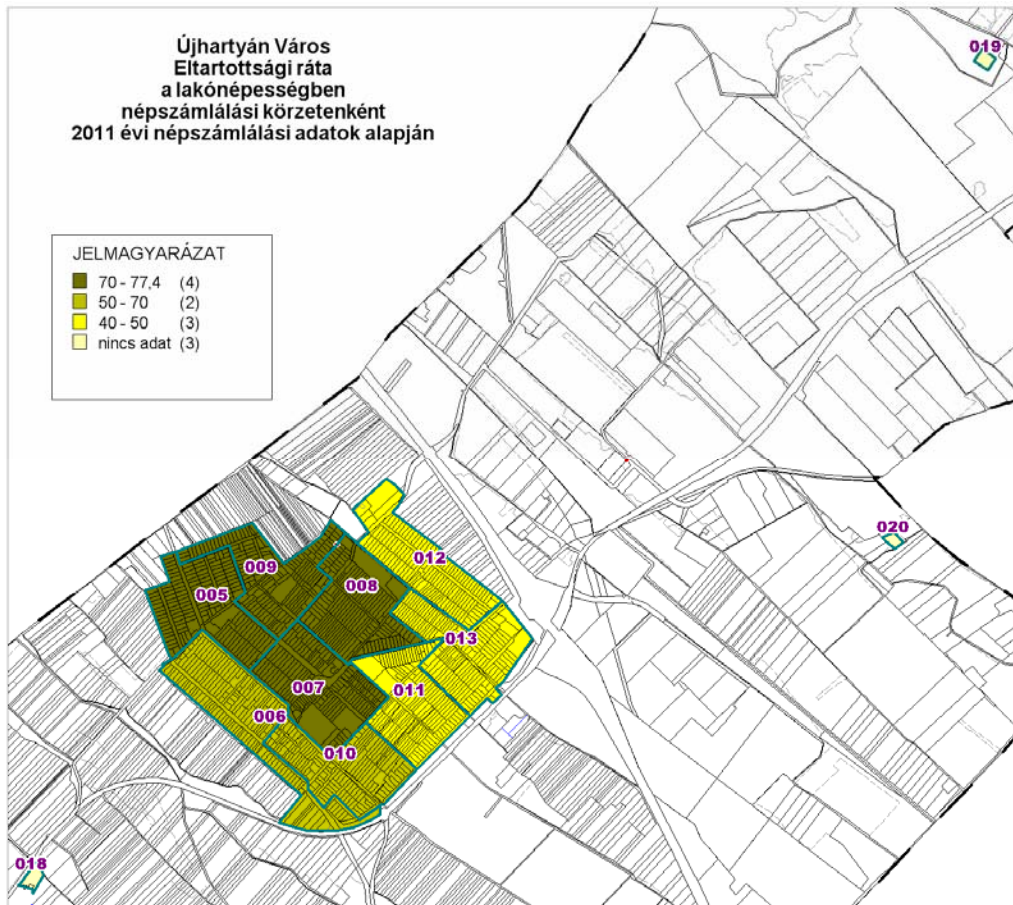 Újhartyán Város
Eltartottsági ráta
a lakónépességben
népszámlálási körzetenként
2011 évi népszámlálási adatok alapján
JELMAGYARÁZAT
70 - 77,4 (4)
50 - 70 (2)
40 - 50 (3)
nincs adat (3)
019
020
012
009
008
005
013
007
011
006
010
018